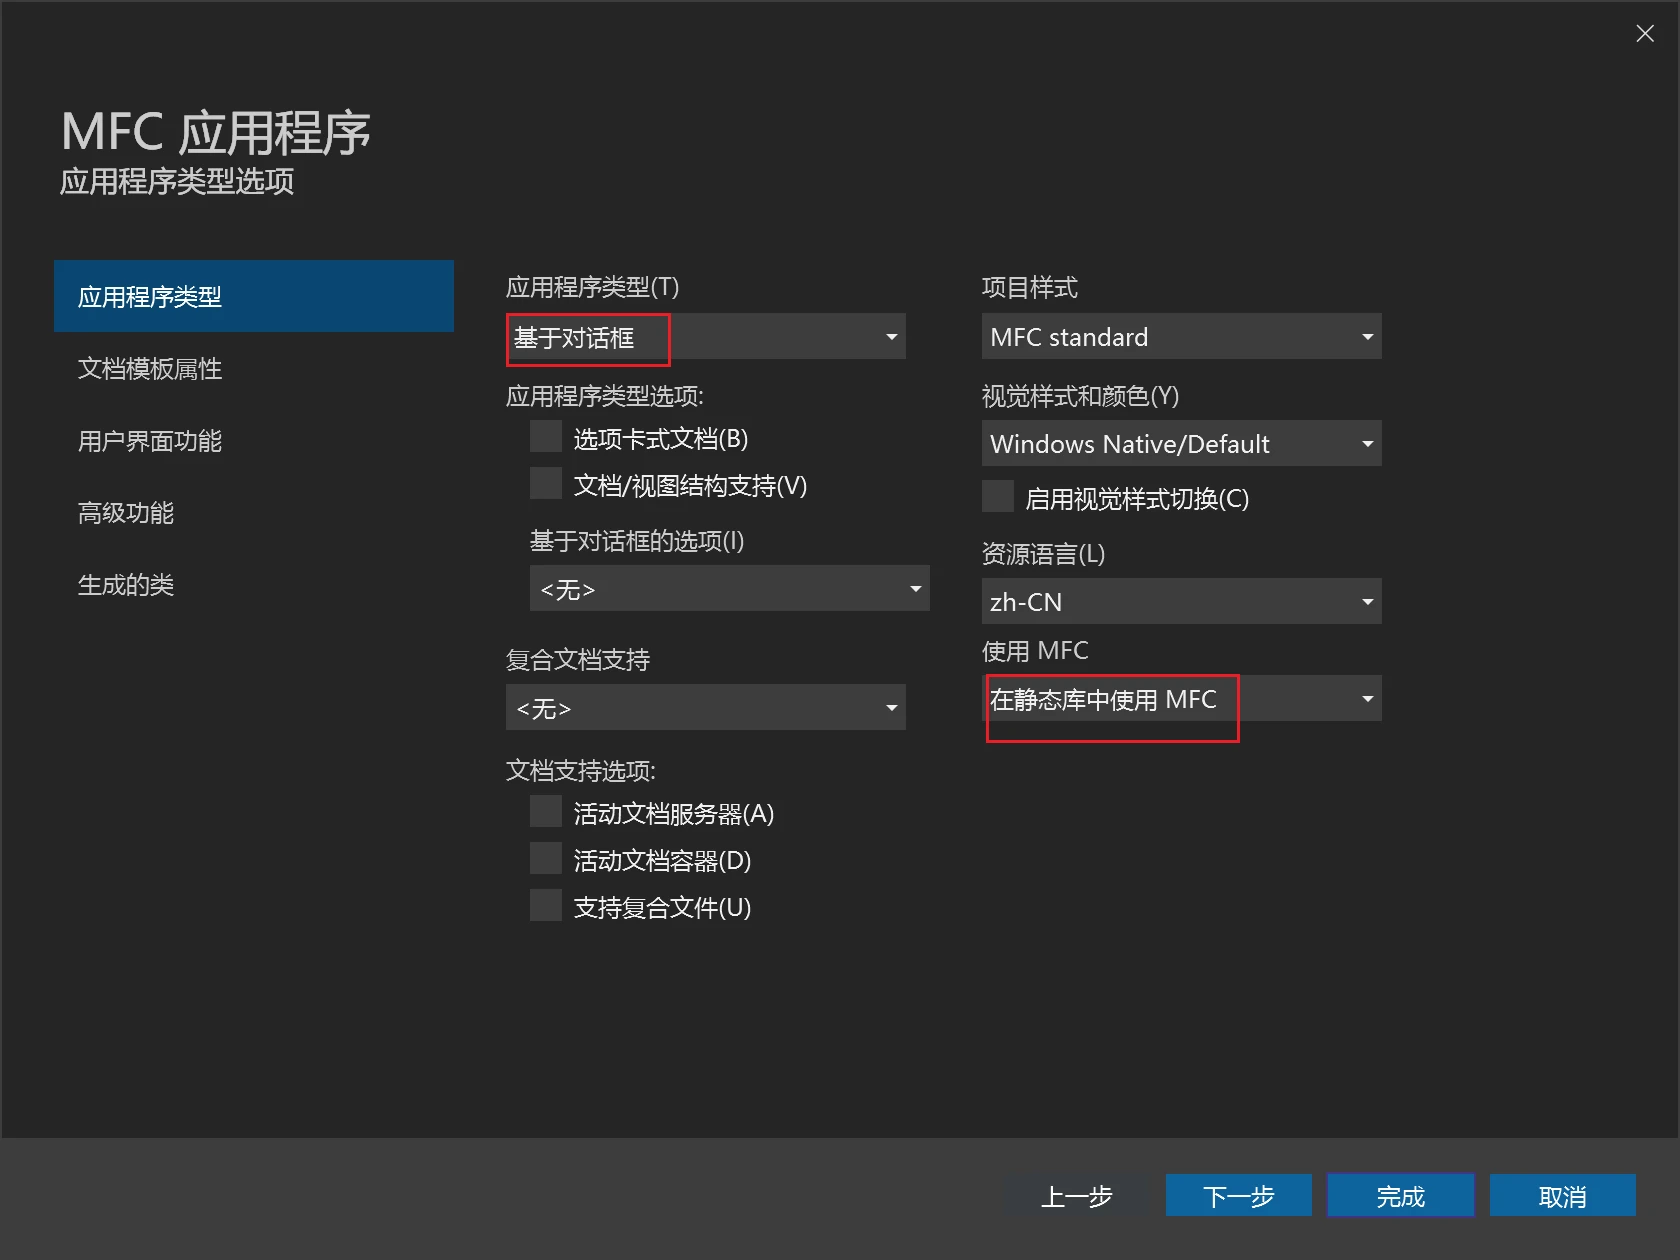 MFC 应用程序
应用程序类型选项
应用程序类型
文档模板属性
用户界面功能
高级功能
生成的类
应用程序类型(T)
基于对话框
应用程序类型选项:
选项卡式文档(B)
文档/视图结构支持(V)
基于对话框的选项(I)
<无>
复合文档支持
<无>
文档支持选项:
活动文档服务器(A)
活动文档容器(D)
支持复合文件(U)
项目样式
MFC standard
视觉样式和颜色(Y)
Windows Native/Default
启用视觉样式切换(C)
资源语言(L)
zh-CN
使用 MFC
在静态库中使用 MFC
上一步
下一步
完成
取消